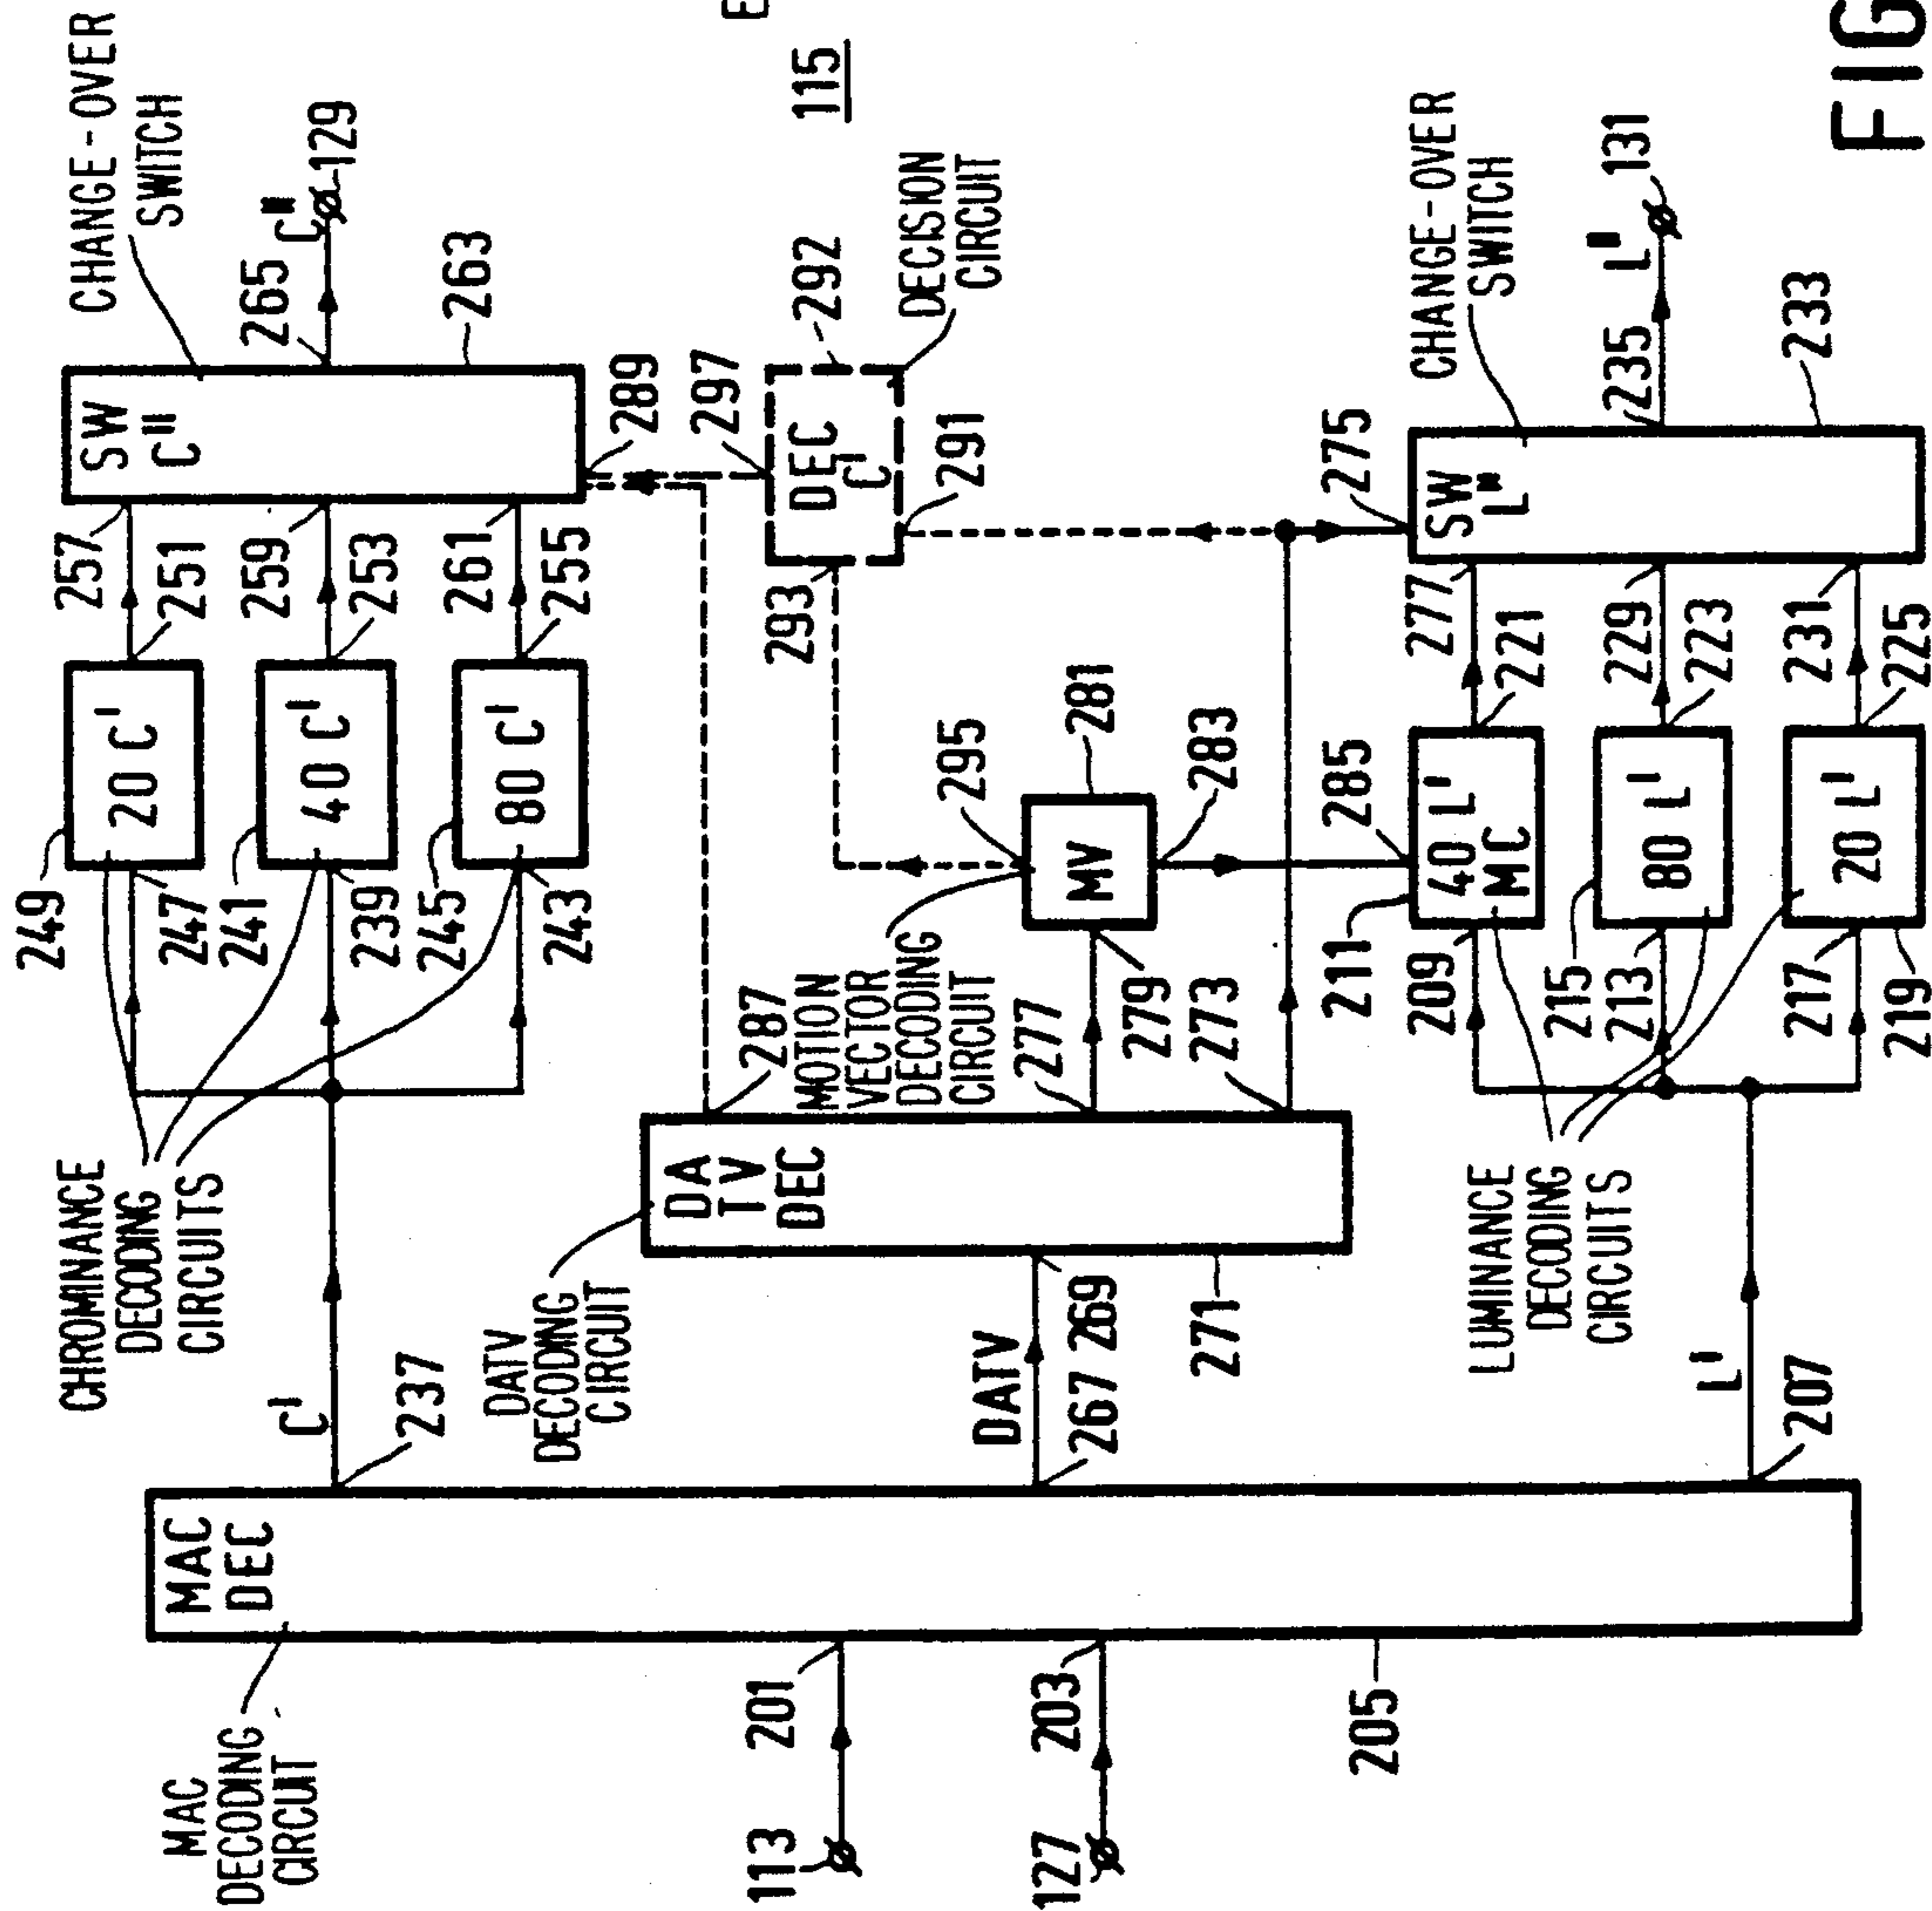 CHROMINANCE
DECODING
CIRCUITS
249
247
241
239
245
243
20 C'
40 C'
80 C'
257
251
259
253
261
255
SW
C"
CHANGE-OVER
SWITCH
265
C"
129
263
289
297
292
DEC
C'
DECISION
CIRCUIT
291
293
115
E
MAC
DECODING
CIRCUIT
MAC
DEC
113
201
127
203
205
C'
237
DATV
DECODING
CIRCUIT
DATV
267
269
271
DA
TV
DEC
287
MOTION
VECTOR
DECODING
CIRCUIT
277
279
273
295
MV
281
283
285
275
L'
207
LUMINANCE
DECODING
CIRCUITS
211
209
215
213
217
219
40 L'
MC
80 L'
20 L'
277
221
229
223
231
225
SW
L"
CHANGE-OVER
SWITCH
235
L'
131
233
FIG